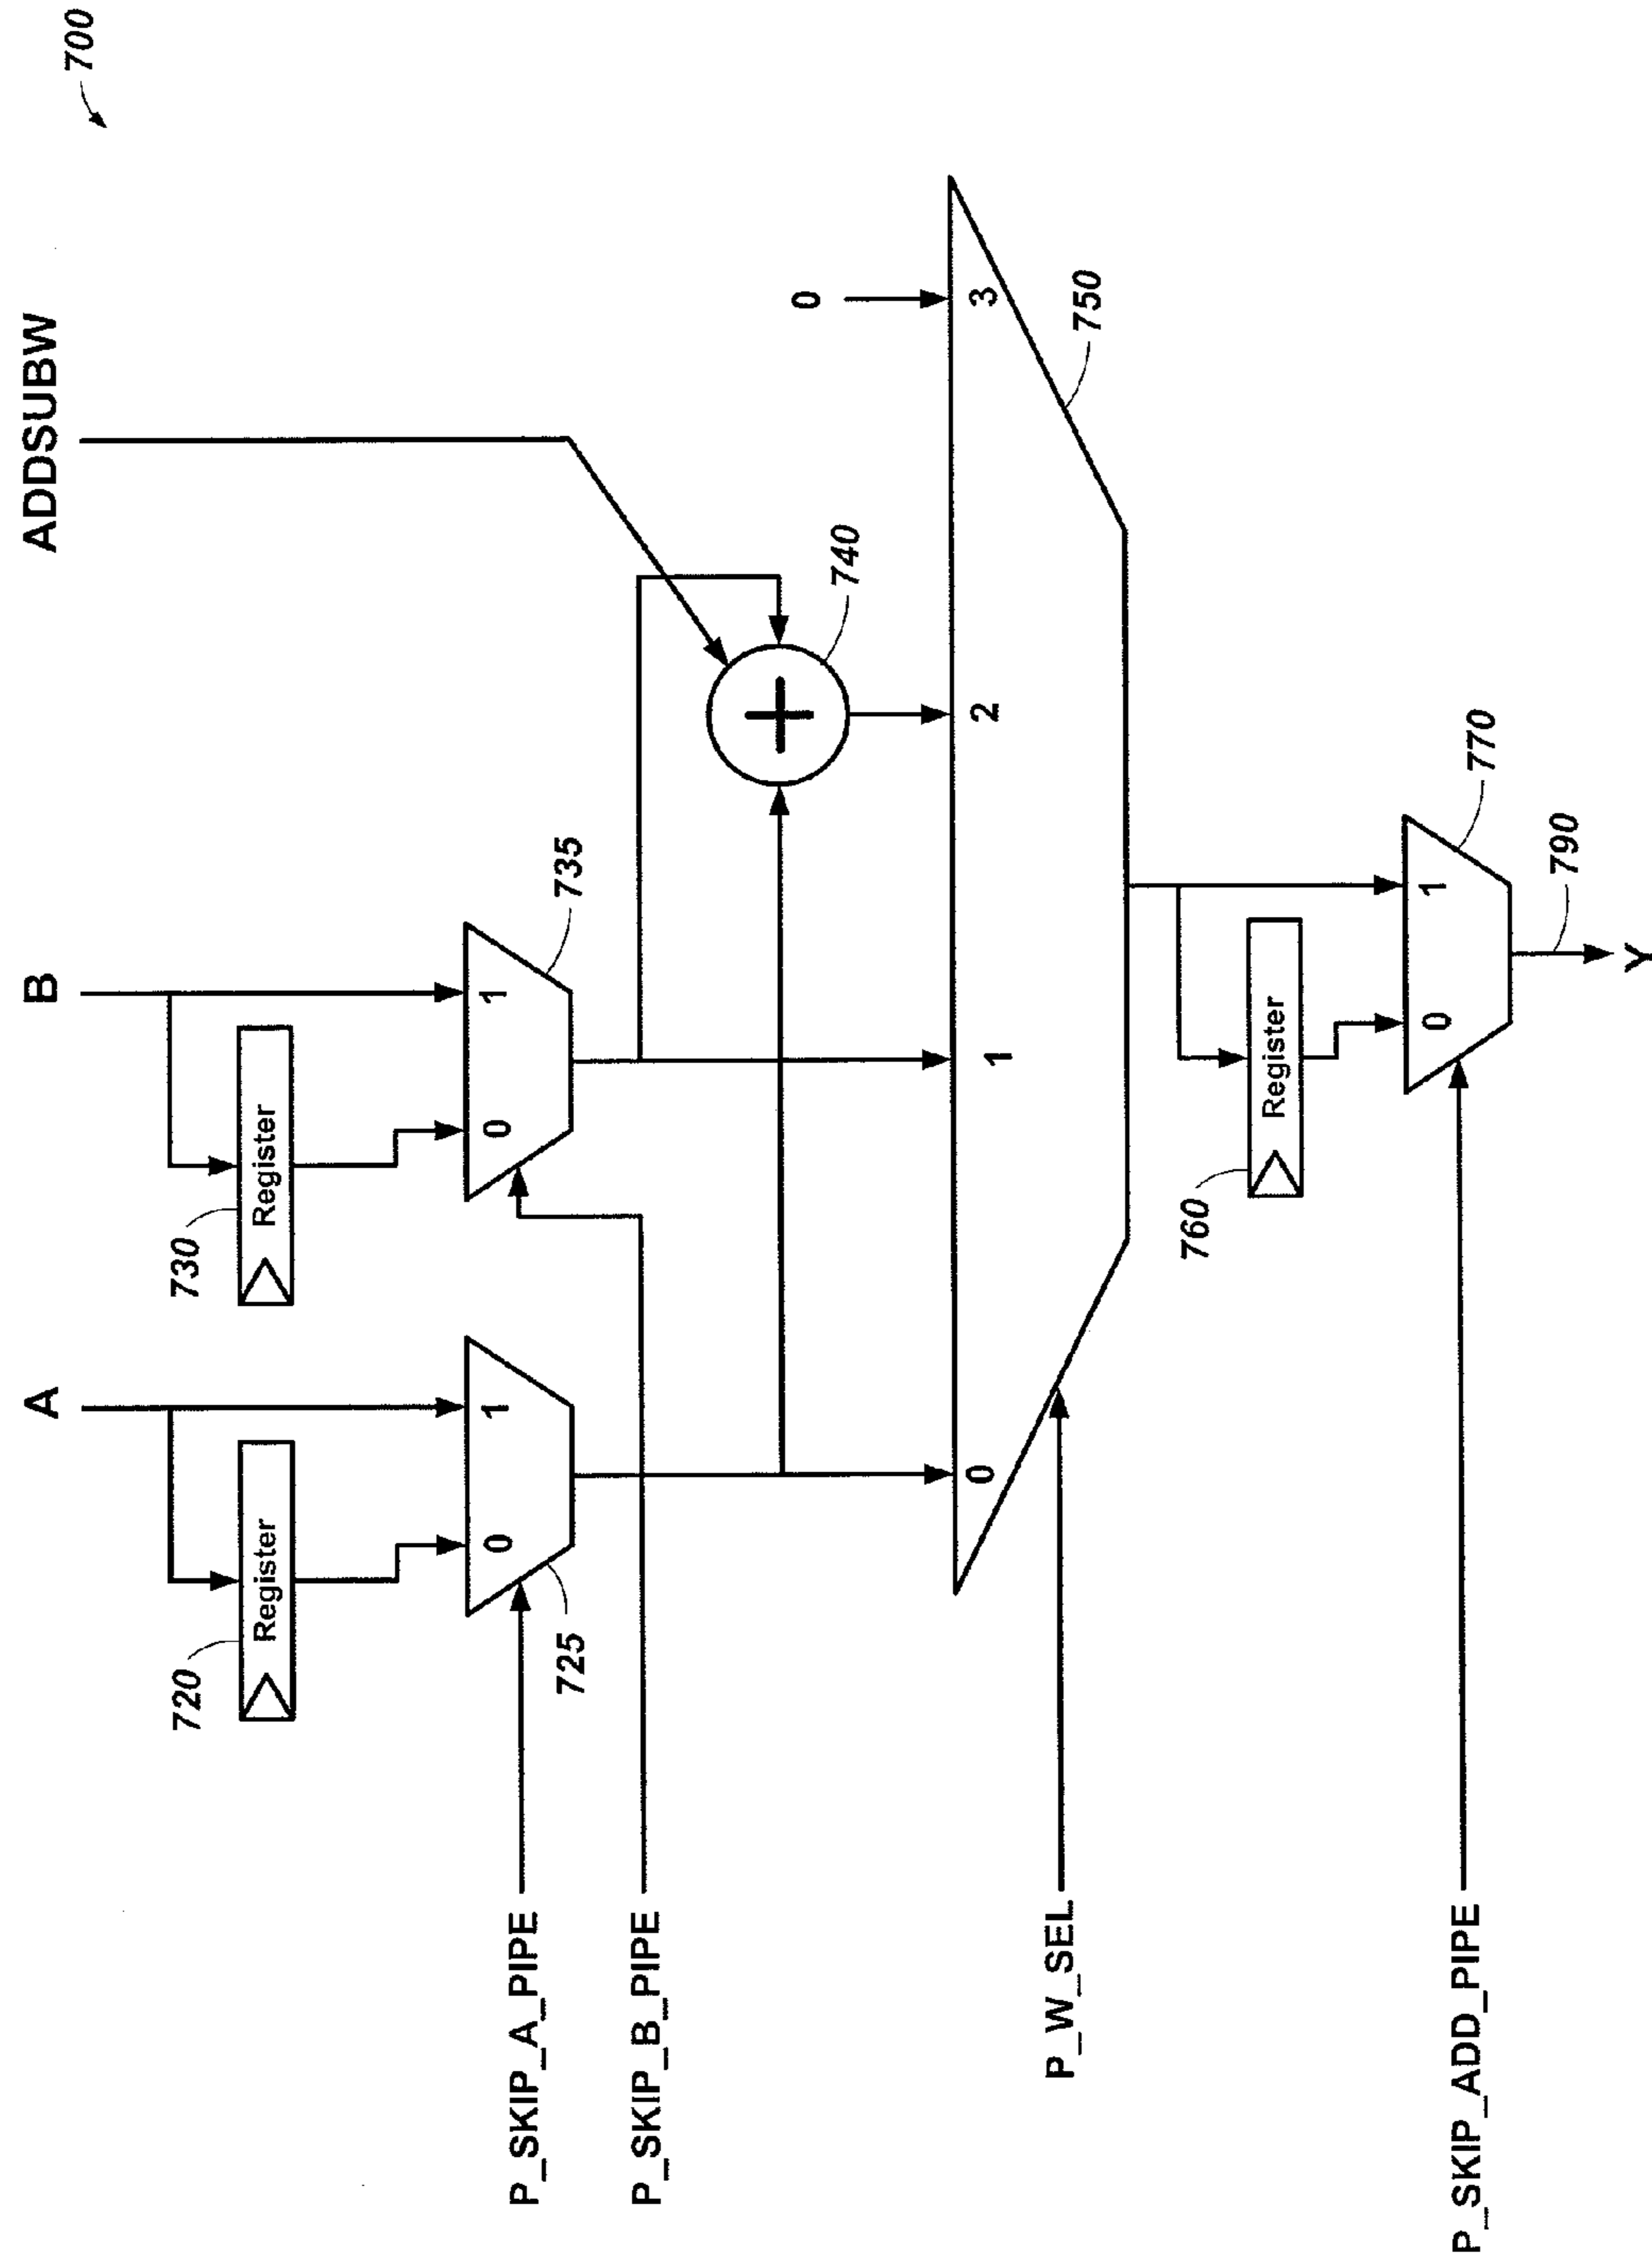 700
A
B
ADDSUBW
720
Register
730
Register
P_SKIP_A_PIPE
0
1
725
0
1
735
P_SKIP_B_PIPE
740
0
0
1
2
3
750
P_W_SEL
760
Register
P_SKIP_ADD_PIPE
0
1
770
790
Y